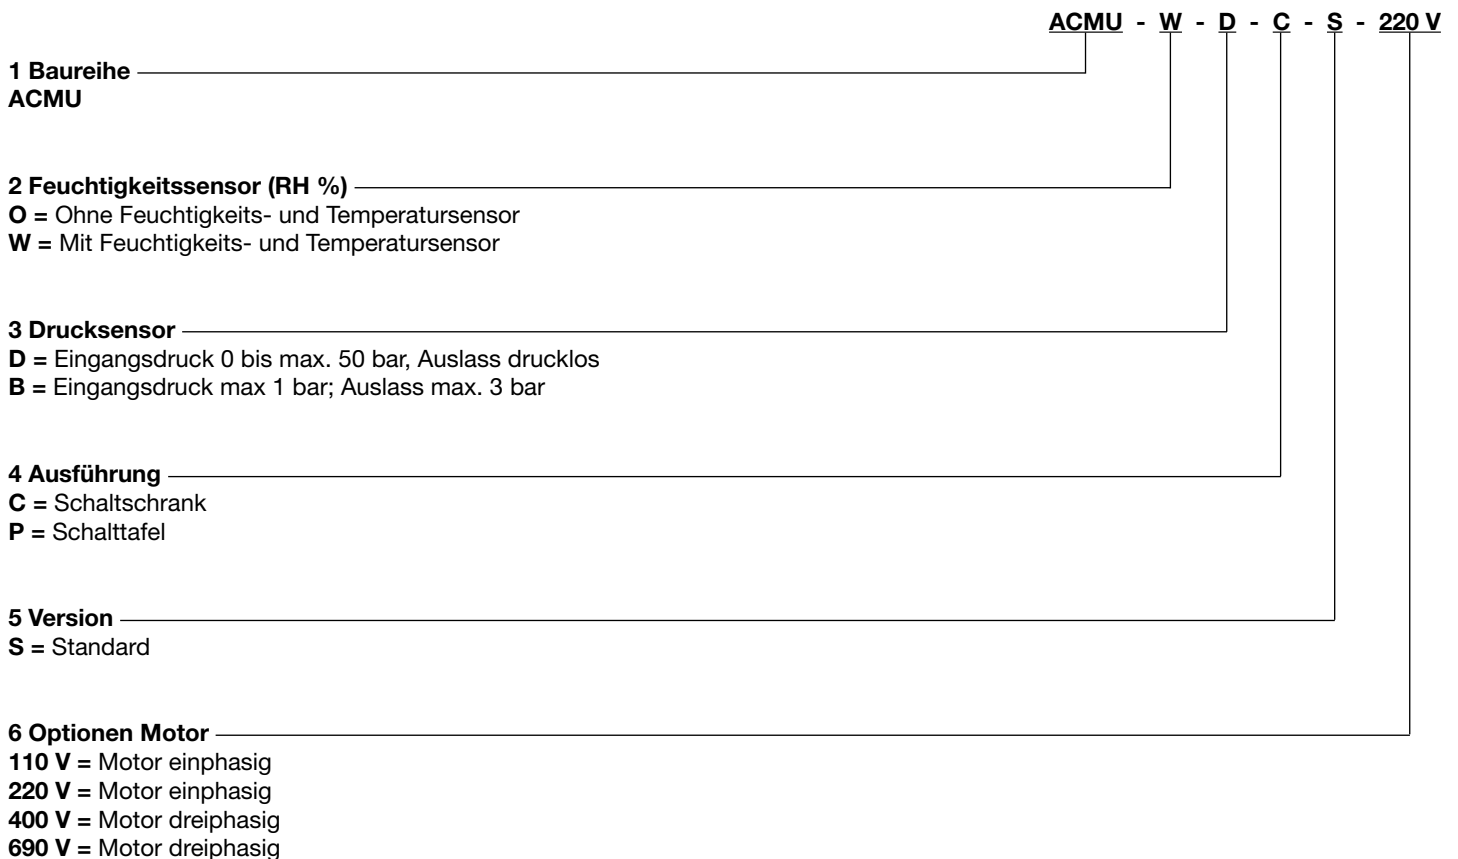 ACMU - W - D - C - S - 220 V
1 Baureihe
ACMU
2 Feuchtigkeitssensor (RH %)
O = Ohne Feuchtigkeits- und Temperatursensor
W = Mit Feuchtigkeits- und Temperatursensor
3 Drucksensor
D = Eingangsdruck 0 bis max. 50 bar, Auslass drucklos
B = Eingangsdruck max 1 bar; Auslass max. 3 bar
4 Ausführung
C = Schaltschrank
P = Schalttafel
5 Version
S = Standard
6 Optionen Motor
110 V = Motor einphasig
220 V = Motor einphasig
400 V = Motor dreiphasig
690 V = Motor dreiphasig